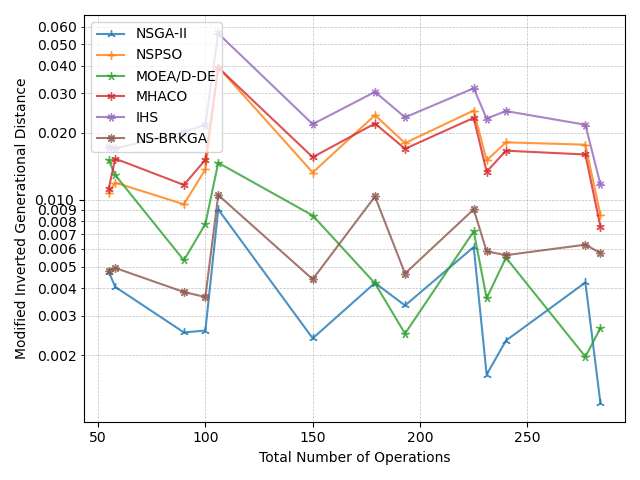 NSGA-II
NSPSO
MOEA/D-DE
MHACO
IHS
NS-BRKGA
0.060
0.050
0.040
0.030
0.020
0.010
0.009
0.008
0.007
0.006
0.005
0.004
0.003
0.002
Modified Inverted Generational Distance
50
100
150
200
250
Total Number of Operations